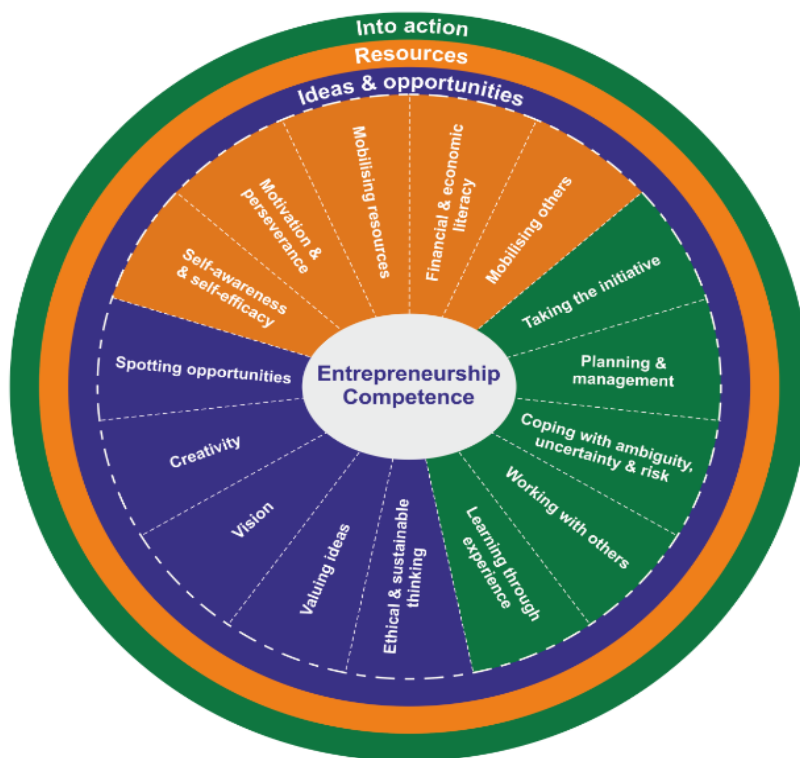 Into action
Resources
Ideas & opportunities
Self-awareness
& self-efficacy
Motivation &
perseverance
Mobilising resources
Financial & economic
literacy
Mobilising others
Taking the initiative
Planning &
management
Coping with ambiguity,
uncertainty & risk
Working with others
Learning through
experience
Ethical & sustainable
thinking
Valuing ideas
Vision
Creativity
Spotting opportunities
Entrepreneurship
Competence